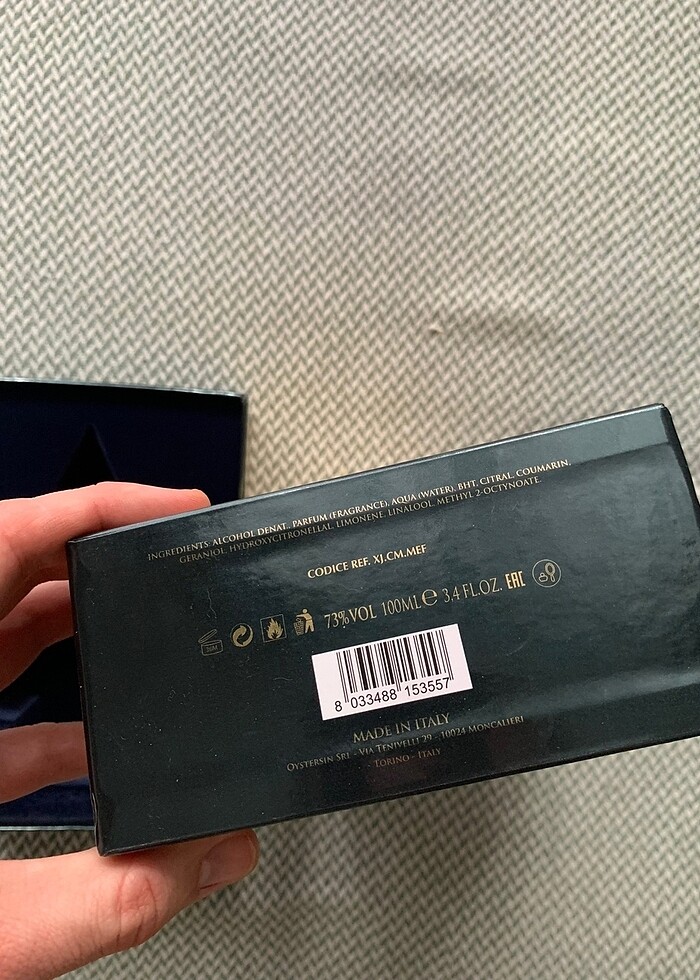 INGREDIENTS: ALCOHOL DENAT., PARFUM (FRAGRANCE), AQUA (WATER), BHT, CITRAL, COUMARIN,
GERANIOL, HYDROXYCITRONELLAL, LIMONENE, LINALOOL, METHYL 2-OCTYNOATE.
CODICE REF. XJ.CM.MEF
36M 73%VOL 100ML e 3.4 FL.OZ. EAC
8 033488 153557
MADE IN ITALY
OYSTERSIN SRL - VIA TENIVELLI 29 - 10024 MONCALIERI
- TORINO - ITALY